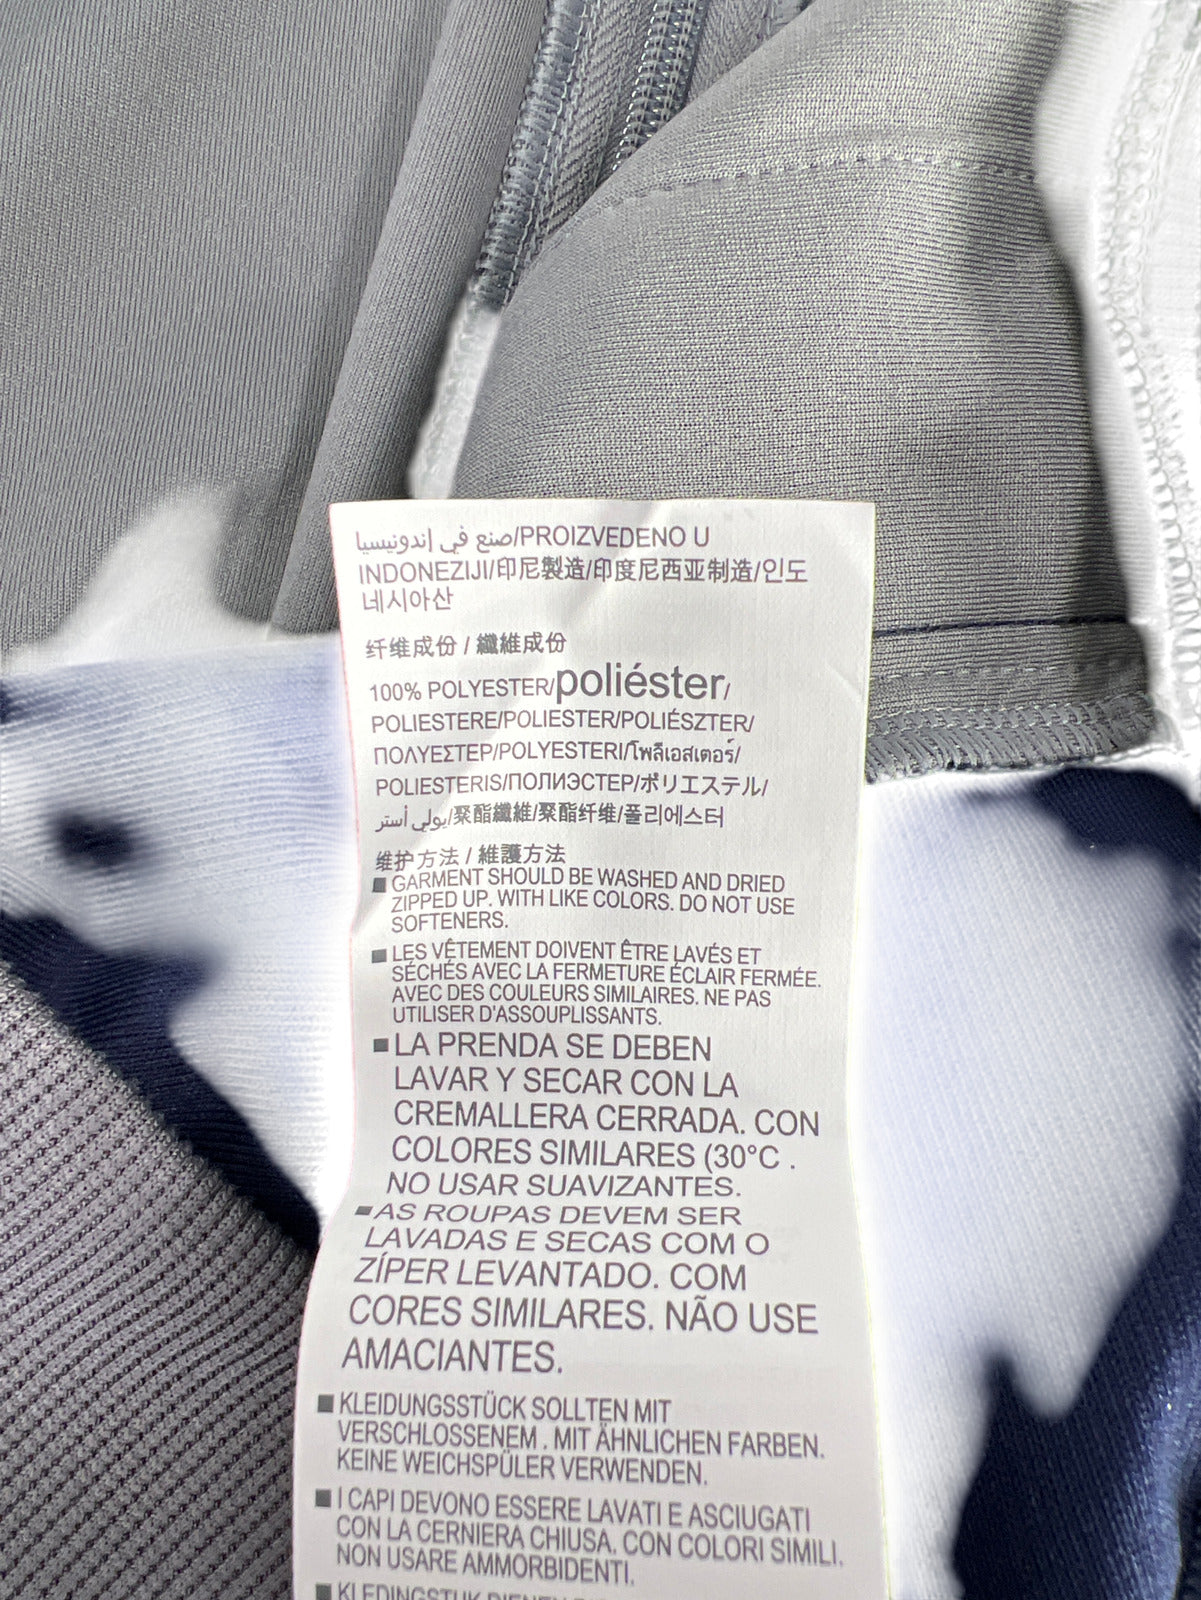 صنع في إندونيسيا/PROIZVEDENO U
INDONEZIJI/印尼製造/印度尼西亚制造/인도
네시아산
纤维成份 / 纖維成份
100% POLYESTER/poliéster/
POLIESTERE/POLIESTER/POLIÉSZTER/
ΠΟΛΥΕΣΤΕΡ/POLYESTERI/โพลีเอสเตอร์/
POLIESTERIS/ПОЛИЭСТЕР/ポリエステル/
بولي أستر/聚酯纖維/聚酯纤维/폴리에스터
维护方法 / 維護方法
■ GARMENT SHOULD BE WASHED AND DRIED
ZIPPED UP. WITH LIKE COLORS. DO NOT USE
SOFTENERS.
■ LES VÊTEMENT DOIVENT ÊTRE LAVÉS ET
SÉCHÉS AVEC LA FERMETURE ÉCLAIR FERMÉE.
AVEC DES COULEURS SIMILAIRES. NE PAS
UTILISER D'ASSOUPLISSANTS.
■ LA PRENDA SE DEBEN
LAVAR Y SECAR CON LA
CREMALLERA CERRADA. CON
COLORES SIMILARES (30°C .
NO USAR SUAVIZANTES.
■ AS ROUPAS DEVEM SER
LAVADAS E SECAS COM O
ZÍPER LEVANTADO. COM
CORES SIMILARES. NÃO USE
AMACIANTES.
■ KLEIDUNGSSTÜCK SOLLTEN MIT
VERSCHLOSSENEM . MIT ÄHNLICHEN FARBEN.
KEINE WEICHSPÜLER VERWENDEN.
■ I CAPI DEVONO ESSERE LAVATI E ASCIUGATI
CON LA CERNIERA CHIUSA. CON COLORI SIMILI.
NON USARE AMMORBIDENTI.
■ KLEDINGSTUK DIENEN